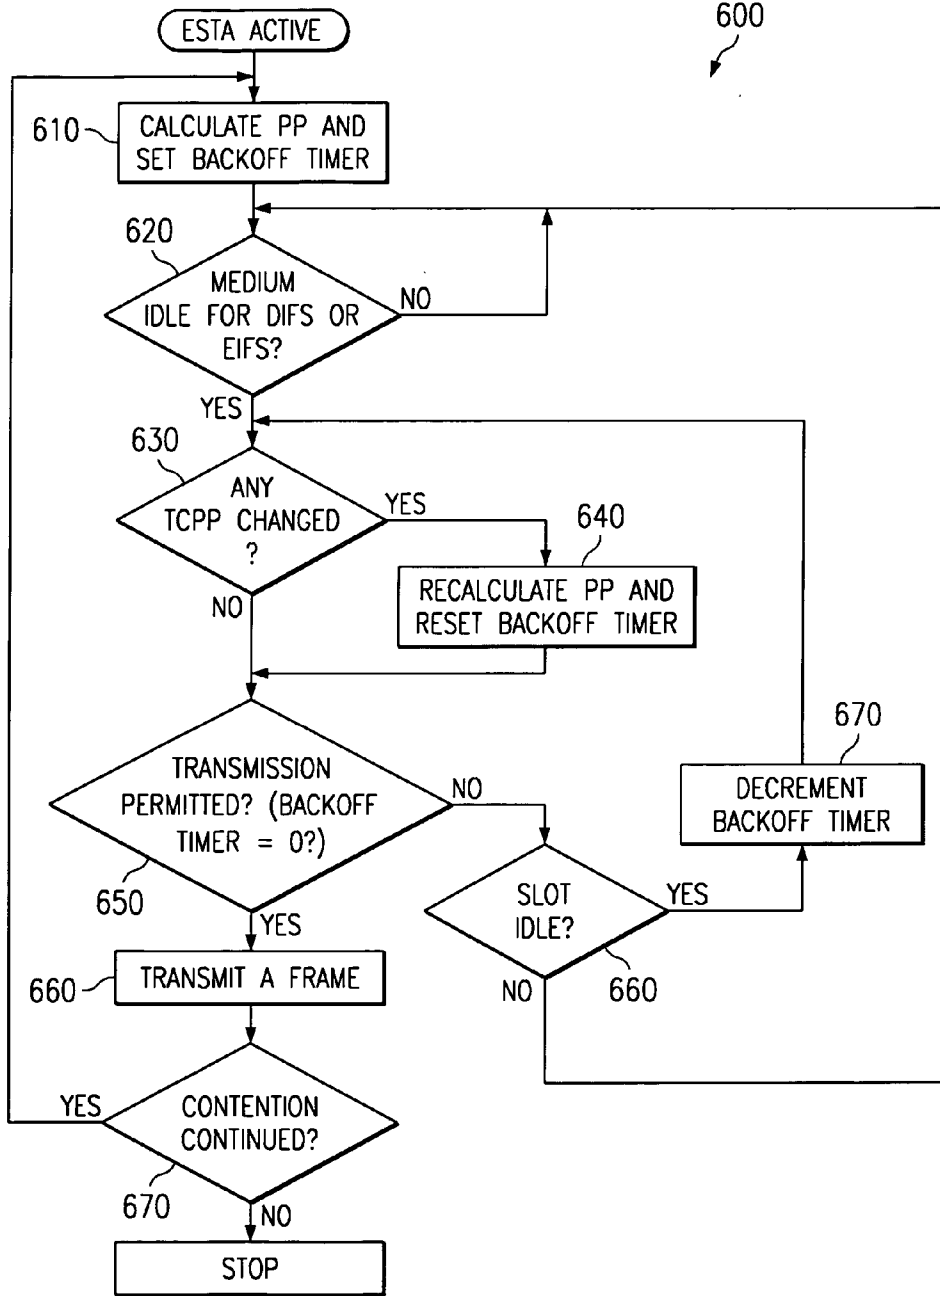 600
ESTA ACTIVE
610
CALCULATE PP AND
SET BACKOFF TIMER
620
MEDIUM
IDLE FOR DIFS OR
EIFS?
NO
YES
630
ANY
TCPP CHANGED
?
YES
NO
640
RECALCULATE PP AND
RESET BACKOFF TIMER
TRANSMISSION
PERMITTED? (BACKOFF
TIMER = 0?)
650
NO
YES
670
DECREMENT
BACKOFF TIMER
SLOT
IDLE?
YES
NO
660
660
TRANSMIT A FRAME
CONTENTION
CONTINUED?
YES
670
NO
STOP